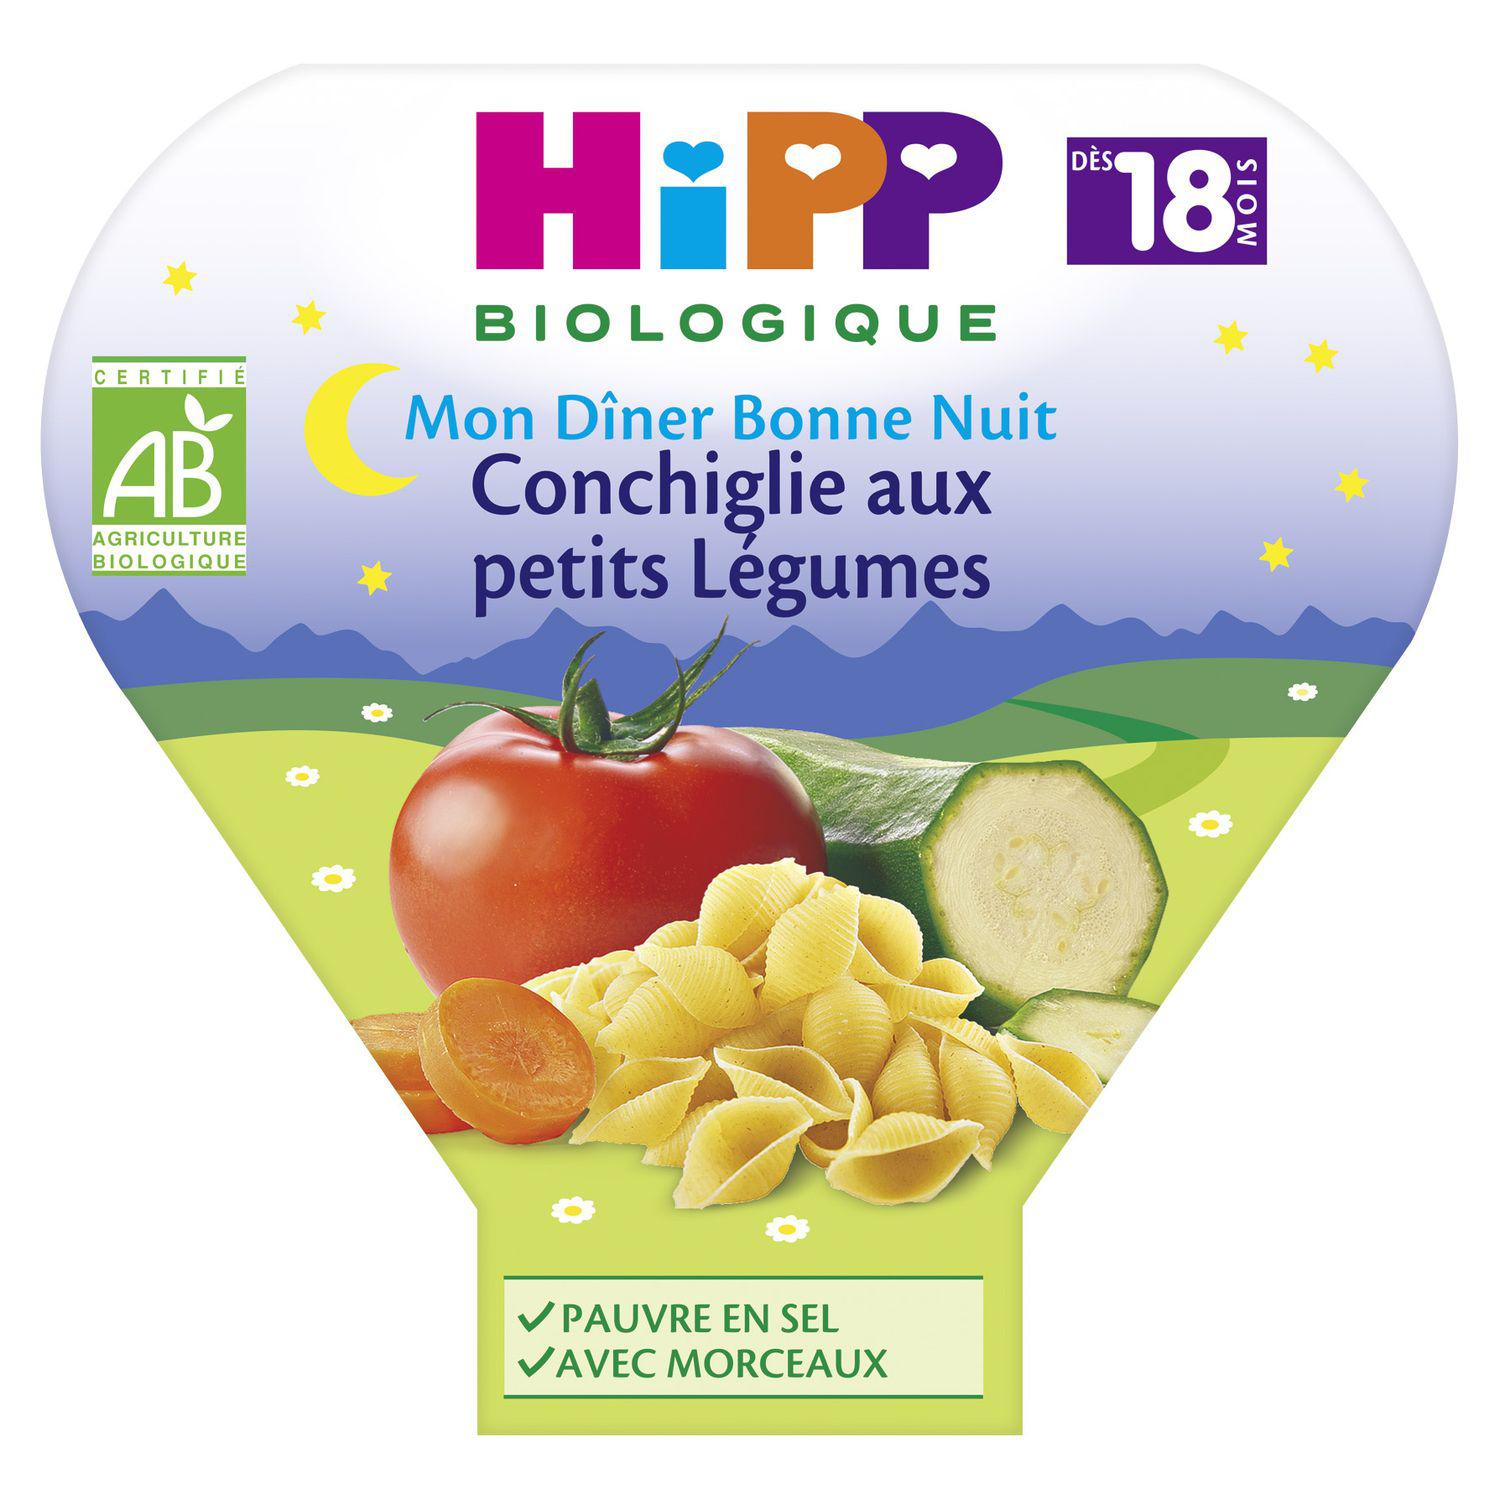 HiPP
DÈS 18 MOIS
BIOLOGIQUE
CERTIFIÉ
AB
AGRICULTURE
BIOLOGIQUE
Mon Dîner Bonne Nuit
Conchiglie aux
petits Légumes
✓PAUVRE EN SEL
✓AVEC MORCEAUX